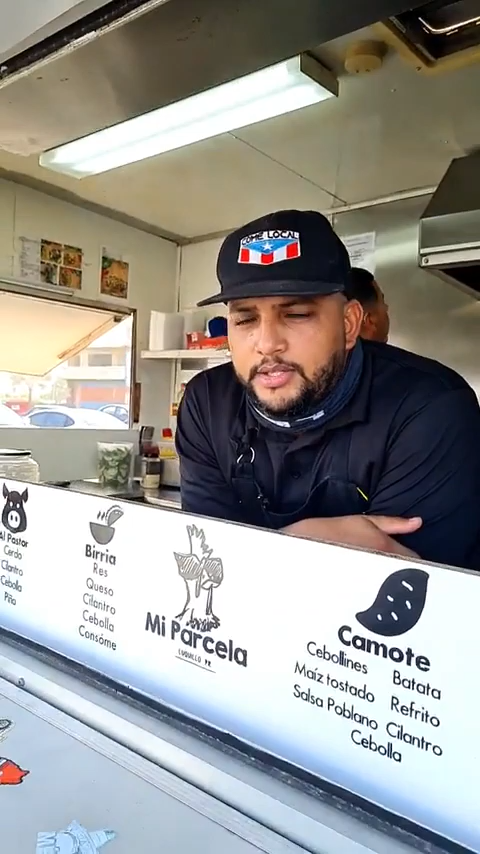 COME LOCAL
Al Pastor
Cerdo
Cilantro
Cebolla
Piña
Birria
Res
Queso
Cilantro
Cebolla
Consóme
Mi Parcela
LUQUILLO PR
Camote
Cebollines Batata
Maíz tostado Refrito
Salsa Poblano Cilantro
Cebolla